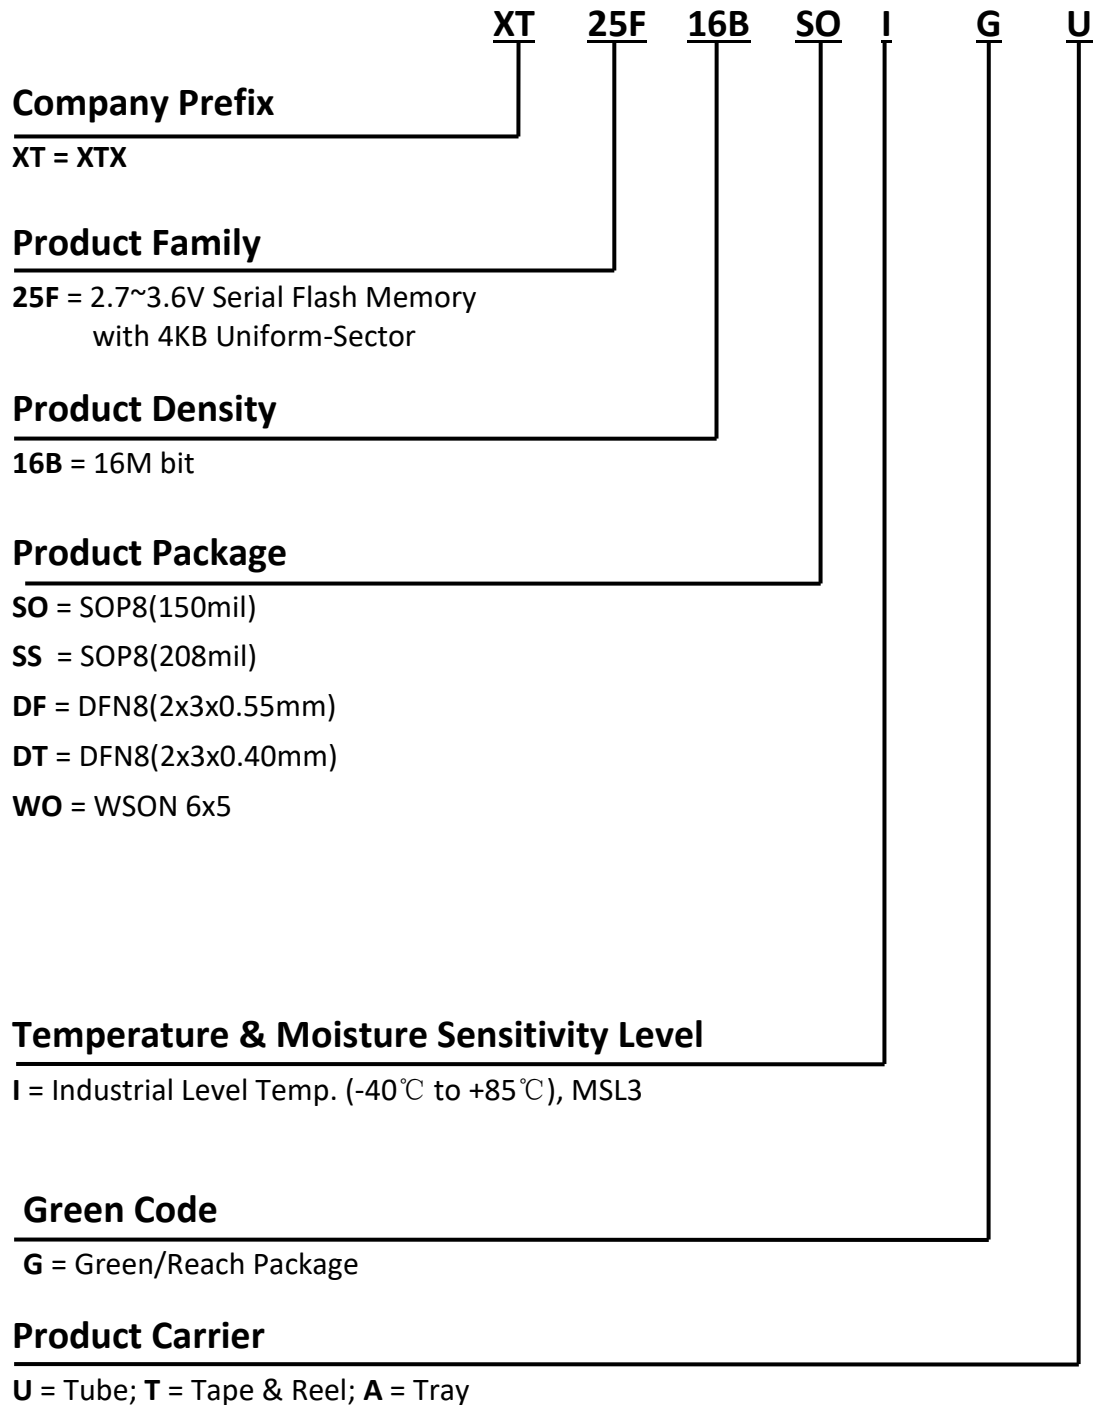 XT 25F 16B SO I G U
Company Prefix
XT = XTX
Product Family
25F = 2.7~3.6V Serial Flash Memory
with 4KB Uniform-Sector
Product Density
16B = 16M bit
Product Package
SO = SOP8(150mil)
SS = SOP8(208mil)
DF = DFN8(2x3x0.55mm)
DT = DFN8(2x3x0.40mm)
WO = WSON 6x5
Temperature & Moisture Sensitivity Level
I = Industrial Level Temp. (-40℃ to +85℃), MSL3
Green Code
G = Green/Reach Package
Product Carrier
U = Tube; T = Tape & Reel; A = Tray